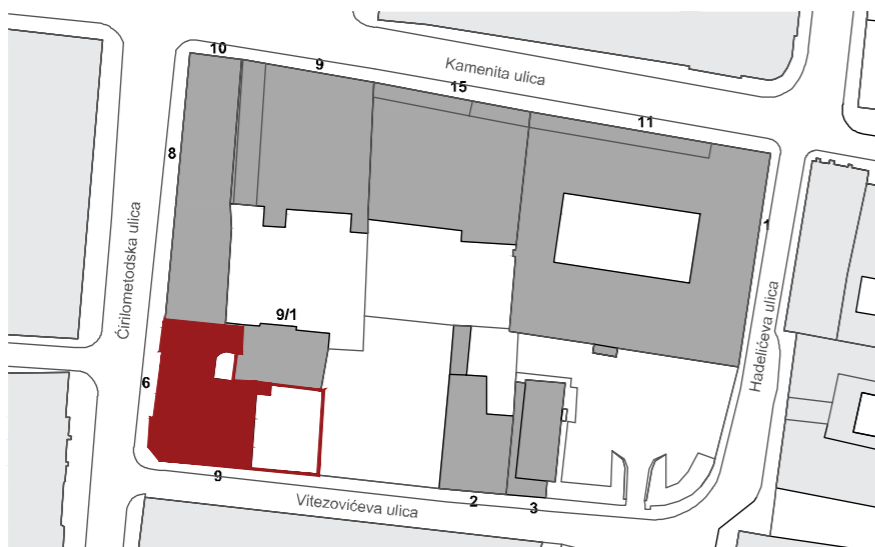 10
9
Kamenita ulica
15
11
8
1
Ćirilometodska ulica
9/1
Hadelićeva ulica
6
9
Vitezovićeva ulica
2
3